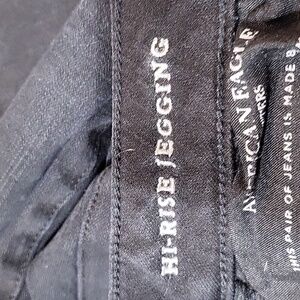 HI-RISE JEGGING
AMERICAN EAGLE
THIS PAIR OF JEANS IS MADE